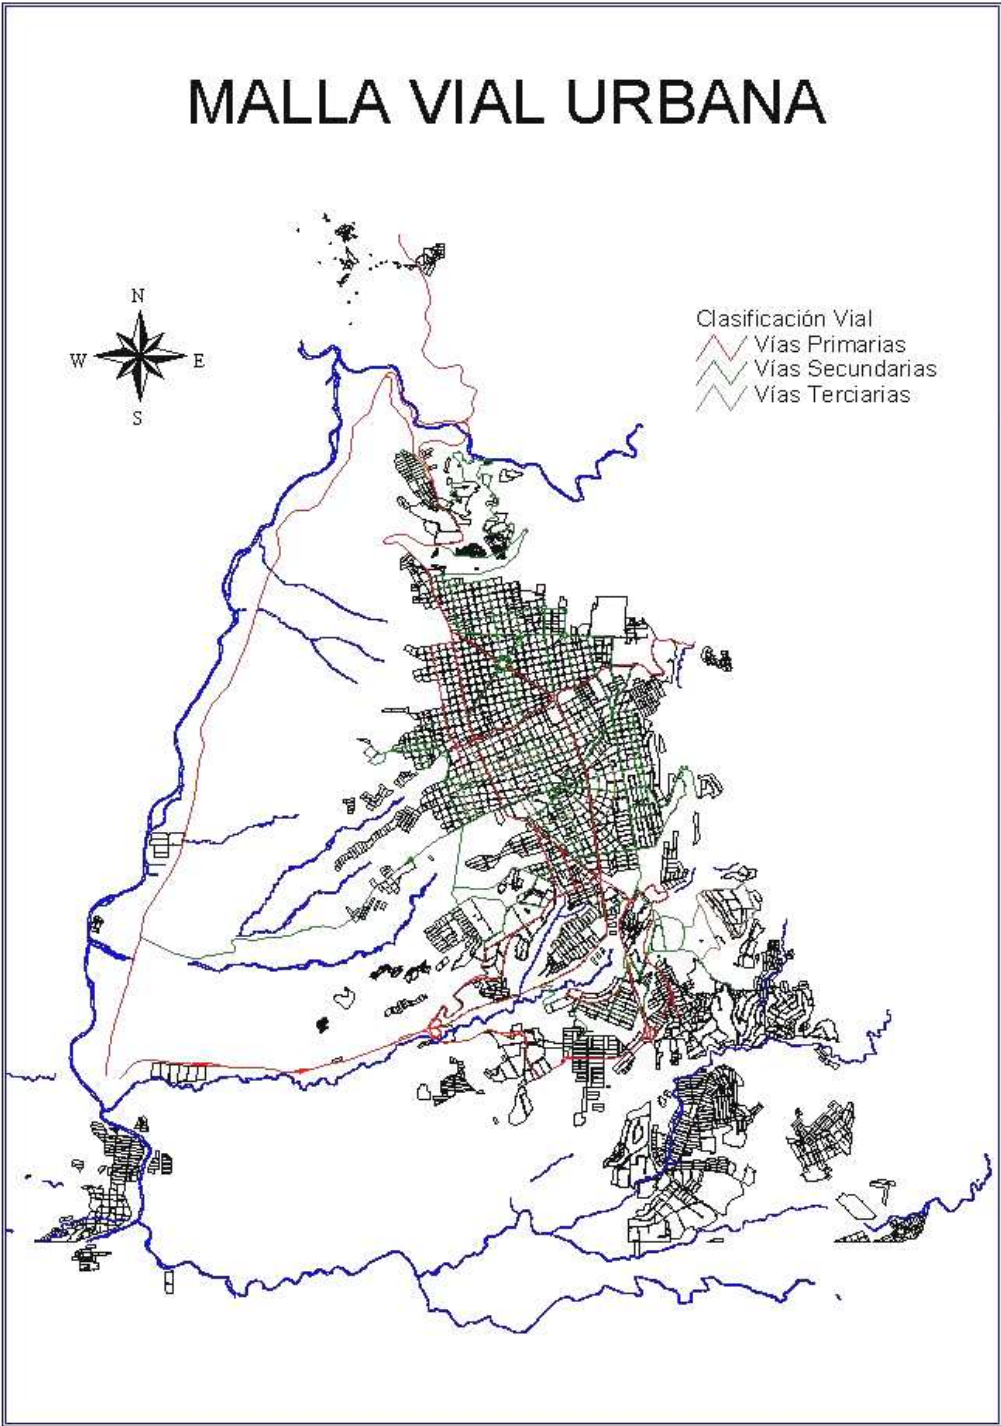 MALLA VIAL URBANA
N
W E
S
Clasificación Vial
Vías Primarias
Vías Secundarias
Vías Terciarias